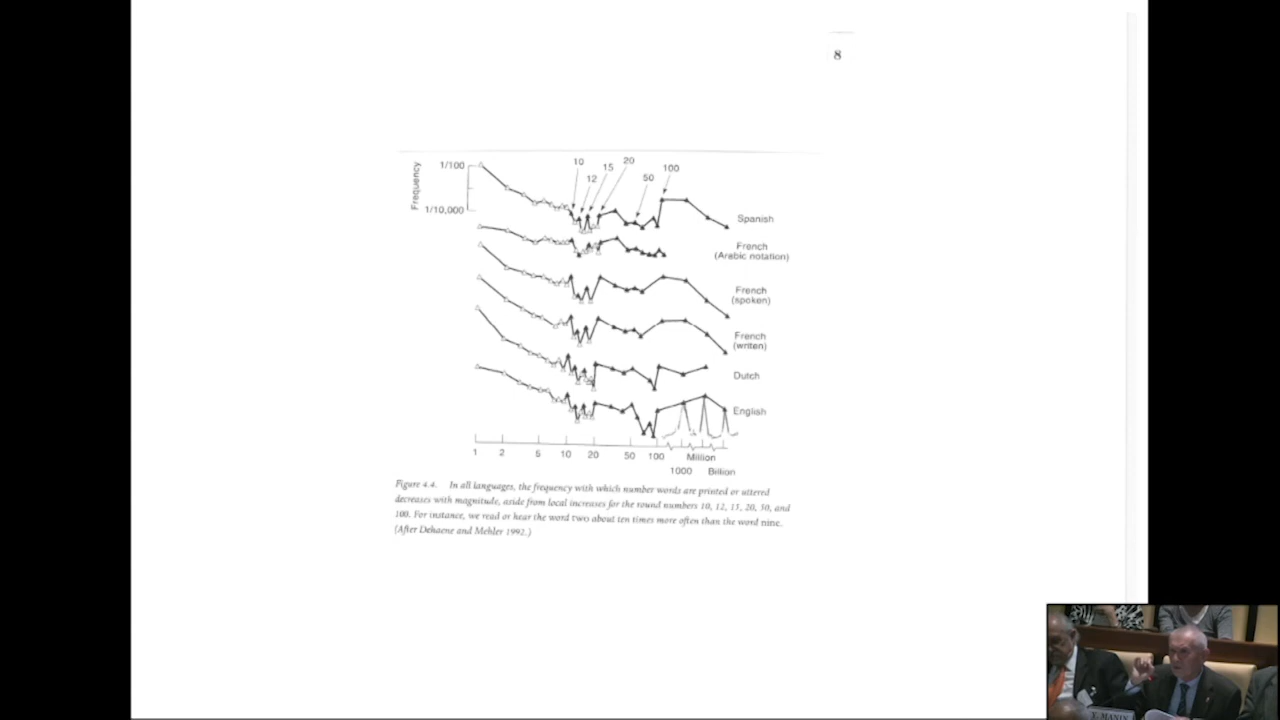 8
Frequency
1/100
1/10,000
10
12
15
20
50
100
Spanish
French
(Arabic notation)
French
(spoken)
French
(writen)
Dutch
English
1 2 5 10 20 50 100 Million
1000 Billion
Figure 4.4. In all languages, the frequency with which number words are printed or uttered
decreases with magnitude, aside from local increases for the round numbers 10, 12, 15, 20, 50, and
100. For instance, we read or hear the word two about ten times more often than the word nine.
(After Dehaene and Mehler 1992.)
Y. MANIN